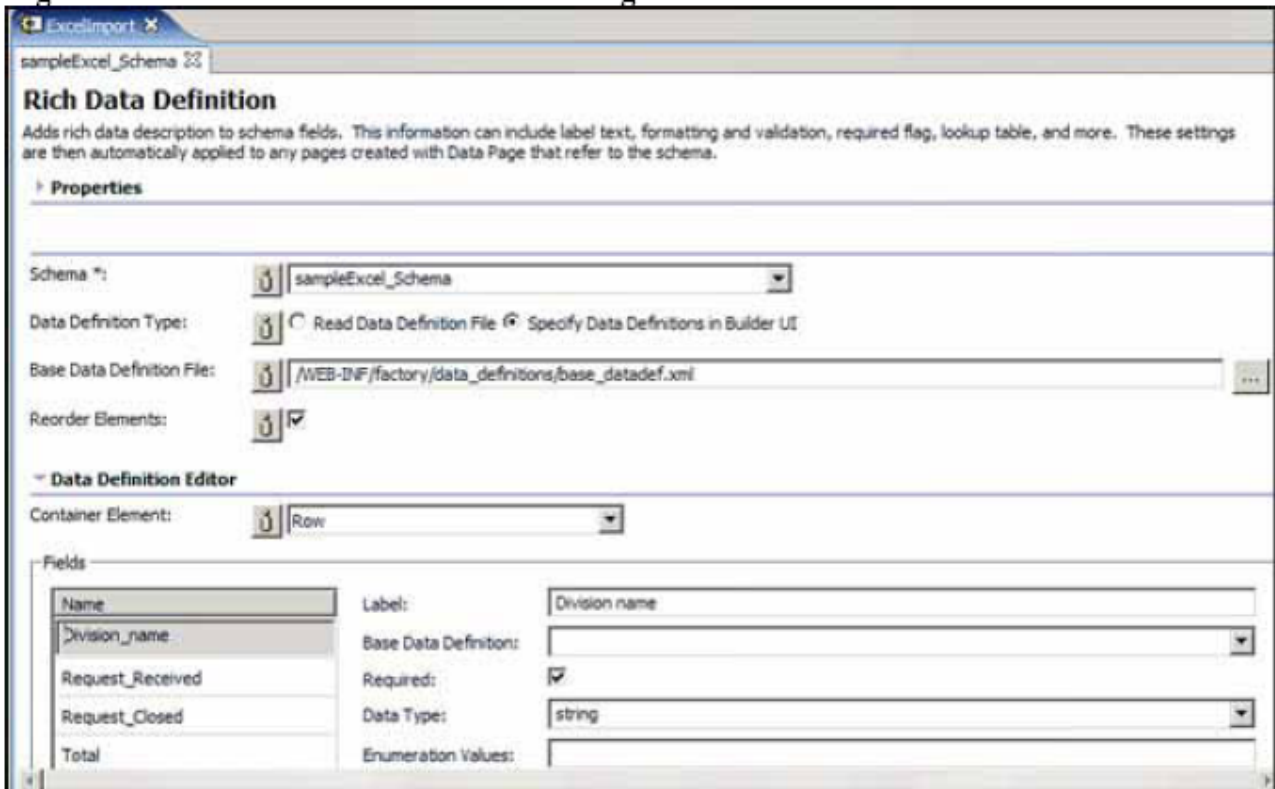 ExcelImport
sampleExcel_Schema
Rich Data Definition
Adds rich data description to schema fields. This information can include label text, formatting and validation, required flag, lookup table, and more. These settings
are then automatically applied to any pages created with Data Page that refer to the schema.
Properties
Schema *: sampleExcel_Schema
Data Definition Type: Read Data Definition File Specify Data Definitions in Builder UI
Base Data Definition File: /WEB-INF/factory/data_definitions/base_datadef.xml ...
Reorder Elements:
Data Definition Editor
Container Element: Row
Fields
Name Label: Division name
Division_name Base Data Definition:
Request_Received Required:
Request_Closed Data Type: string
Total Enumeration Values: